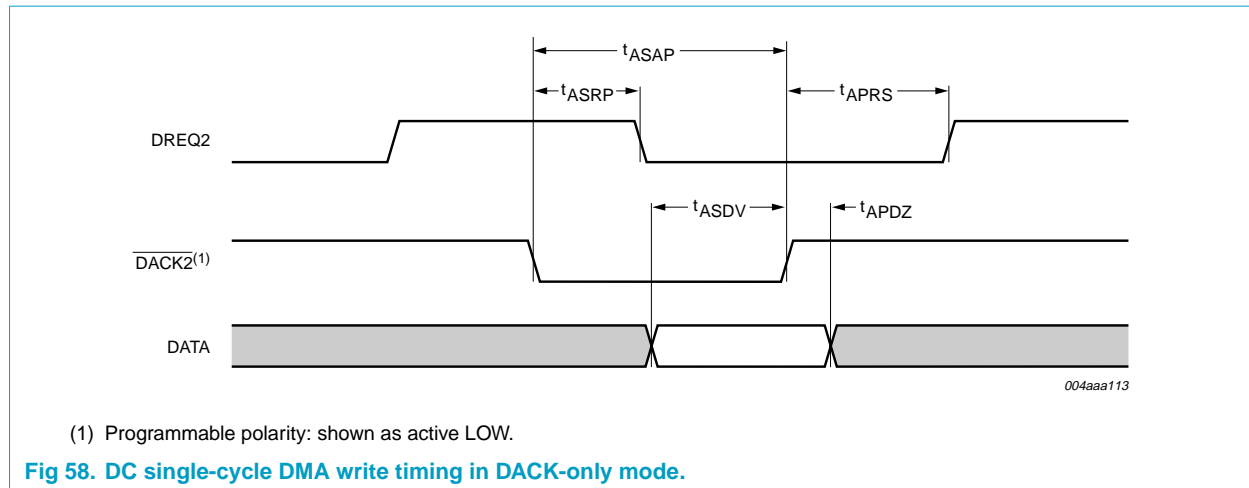 tASAP
tASRP
tAPRS
DREQ2
tASDV
tAPDZ
DACK2(1)
DATA
004aaa113
(1) Programmable polarity: shown as active LOW.
Fig 58. DC single-cycle DMA write timing in DACK-only mode.